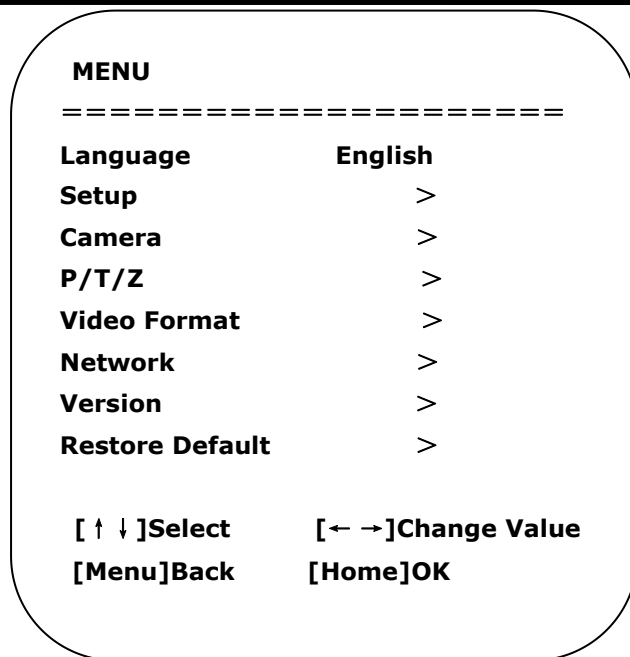 MENU
=====================
Language English
Setup >
Camera >
P/T/Z >
Video Format >
Network >
Version >
Restore Default >
[↑↓]Select [← →]Change Value
[Menu]Back [Home]OK